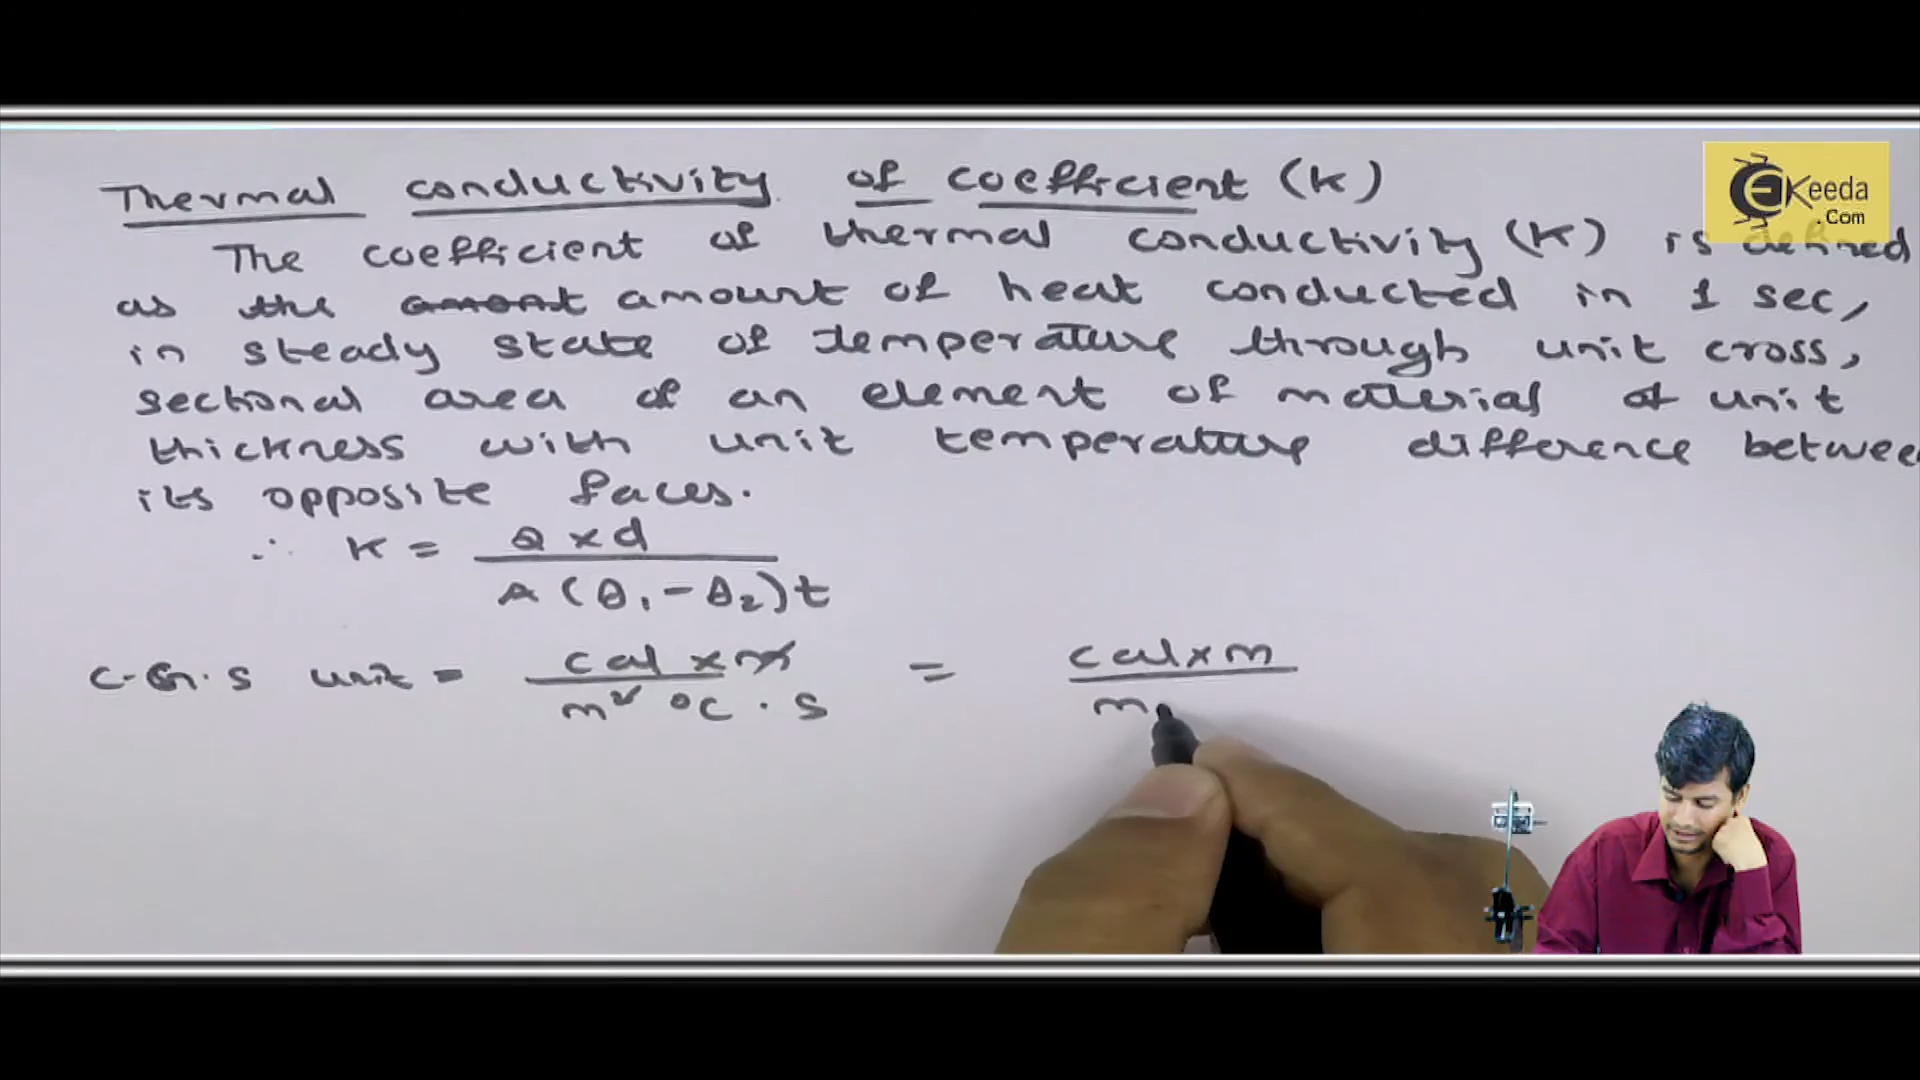 Thermal conductivity of coefficient (K)
The coefficient of thermal conductivity (K) is defined
as the amount amount of heat conducted in 1 sec,
in steady state of temperature through unit cross,
sectional area of an element of material of unit
thickness with unit temperature difference betwee
its opposite faces.
∴ K = Q × d / A (θ₁ - θ₂) t
C.G.S unit = cal × m / m² °C . S = cal × m / m
EKeeda
.Com